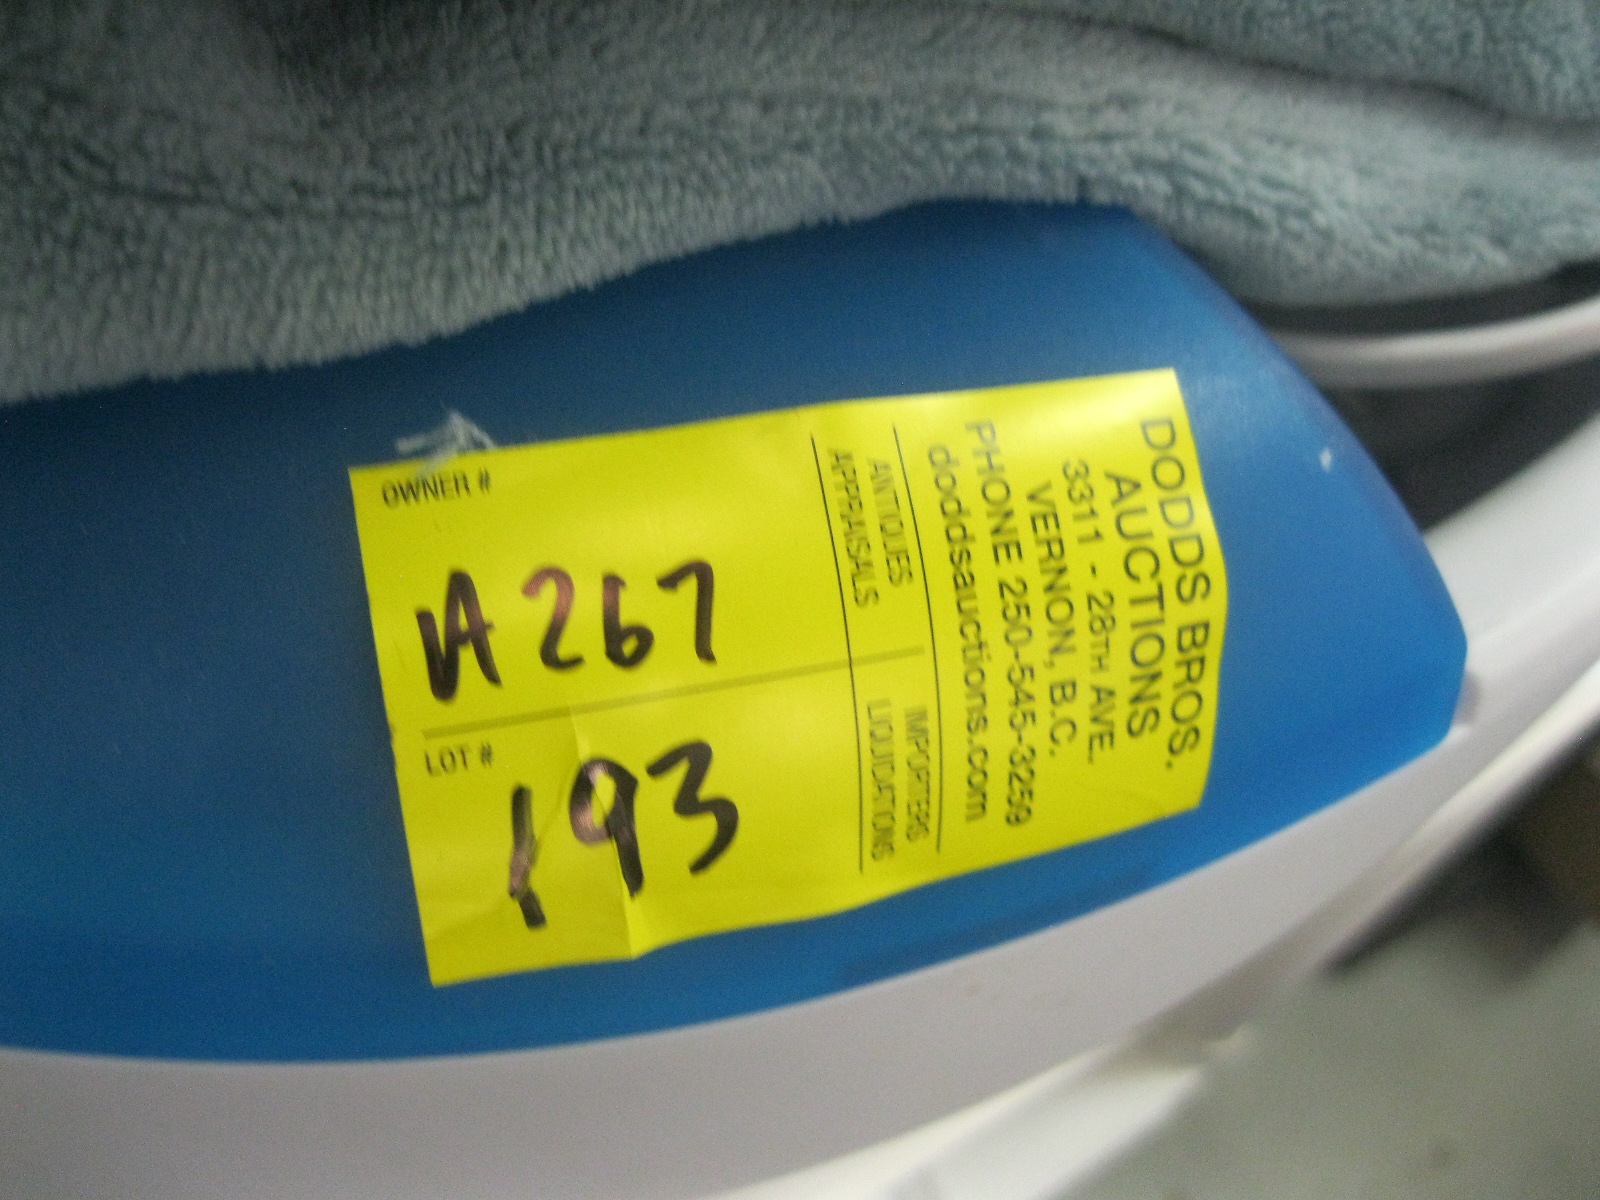 DODDS BROS.
AUCTIONS
3311 - 28TH AVE.
VERNON, B.C.
PHONE 250-545-3259
doddsauctions.com
ANTIQUES
APPRAISALS
IMPORTERS
LIQUIDATIONS
OWNER #
A267
LOT #
193